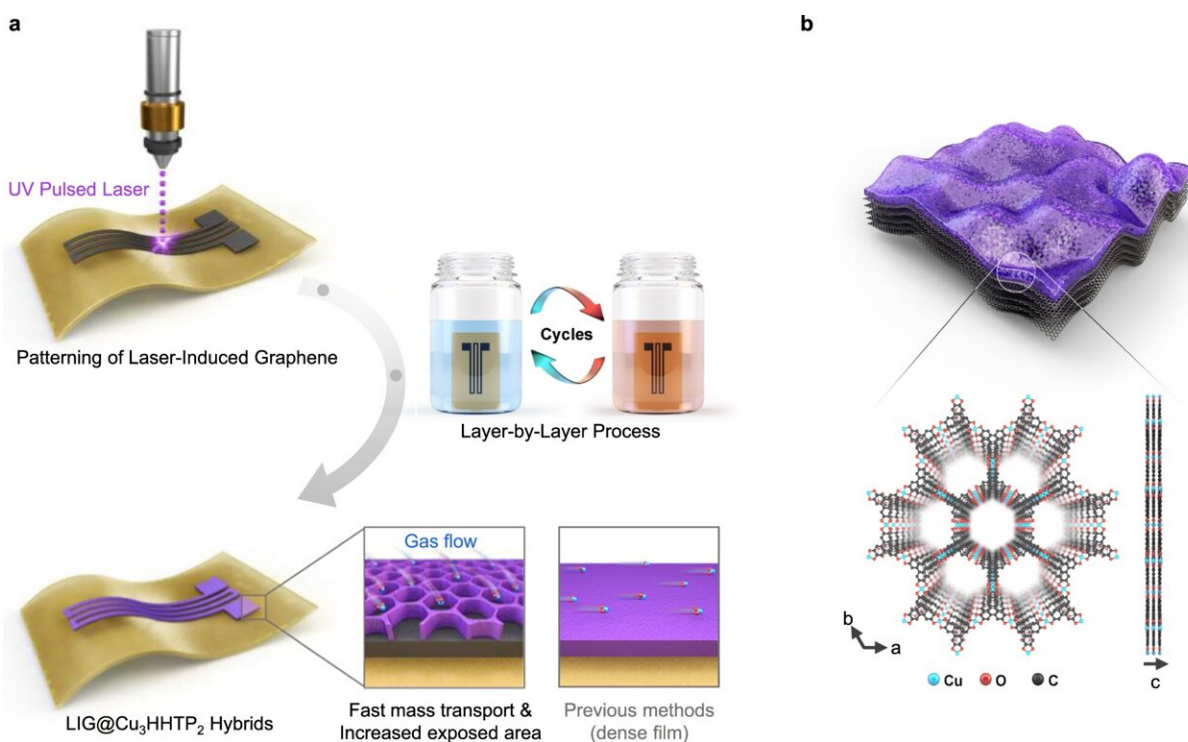 a
UV Pulsed Laser
Patterning of Laser-Induced Graphene
Cycles
Layer-by-Layer Process
Gas flow
LIG@Cu₃HHTP₂ Hybrids
Fast mass transport &
Increased exposed area
Previous methods
(dense film)
b
b
a
Cu O C
c